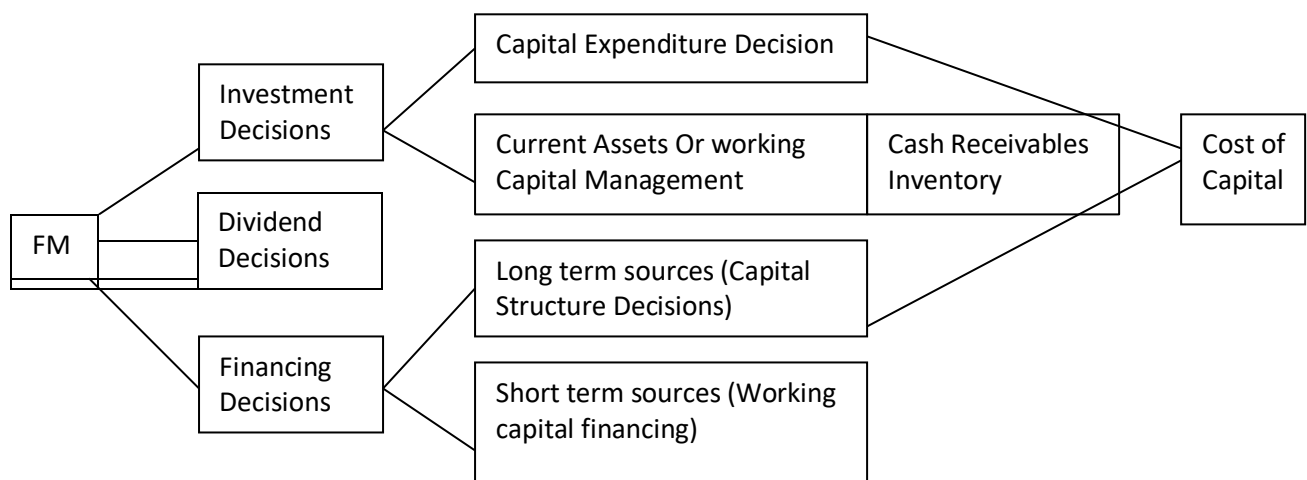 FM
Investment
Decisions
Dividend
Decisions
Financing
Decisions
Capital Expenditure Decision
Current Assets Or working
Capital Management
Cash Receivables
Inventory
Long term sources (Capital
Structure Decisions)
Short term sources (Working
capital financing)
Cost of
Capital